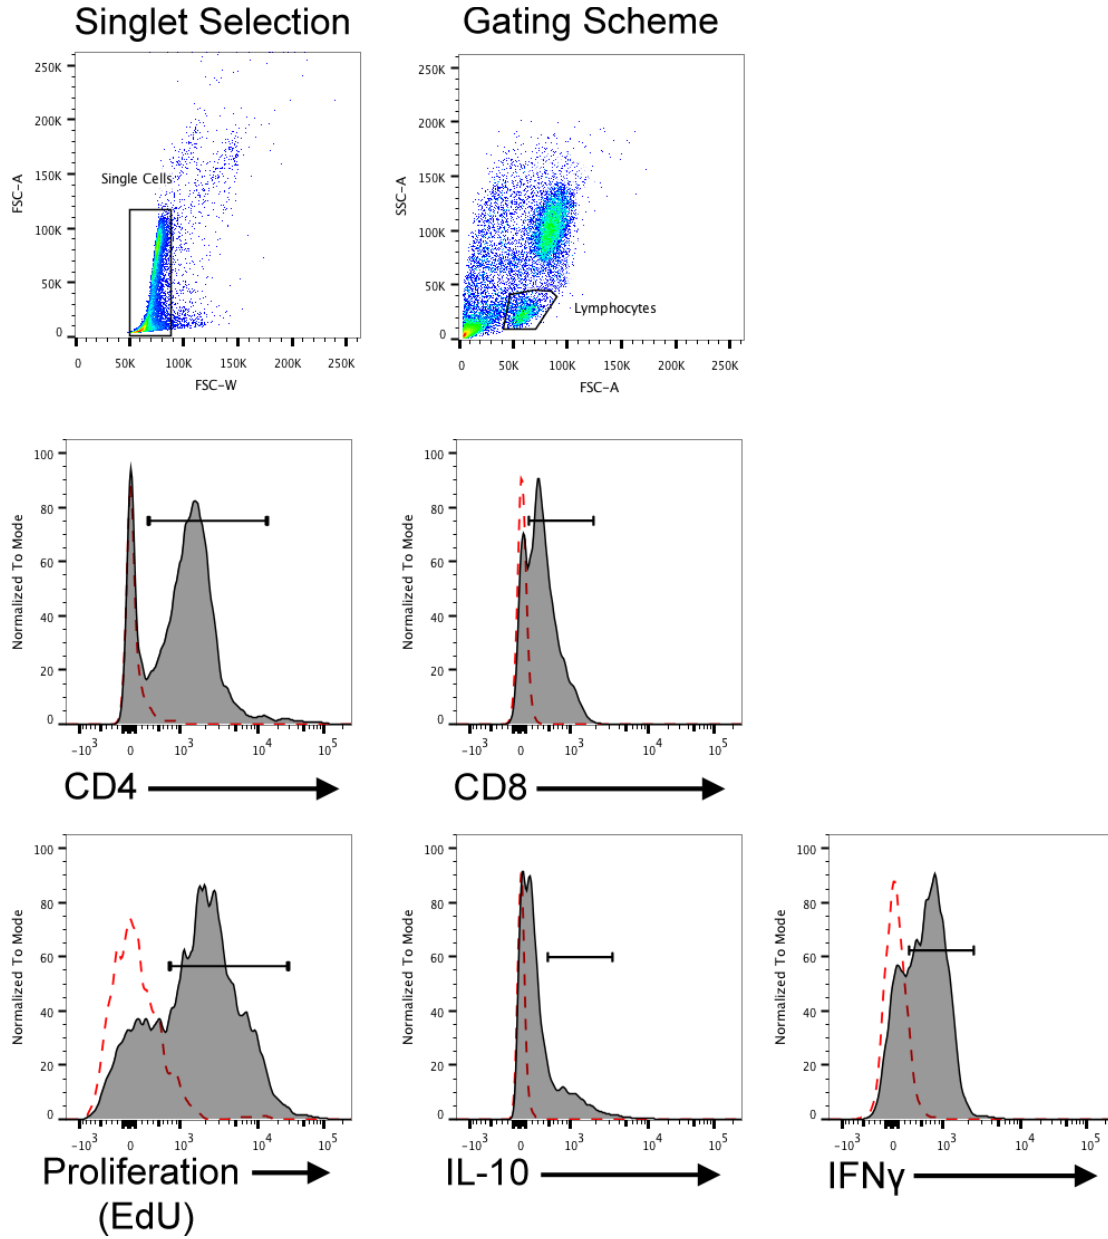 Singlet Selection
Gating Scheme
250K
200K
150K
100K
50K
0
FSC-A
Single Cells
0 50K 100K 150K 200K 250K
FSC-W
250K
200K
150K
100K
50K
0
SSC-A
Lymphocytes
0 50K 100K 150K 200K 250K
FSC-A
100
80
60
40
20
0
Normalized To Mode
-10³ 0 10³ 10⁴ 10⁵
CD4
100
80
60
40
20
0
Normalized To Mode
-10³ 0 10³ 10⁴ 10⁵
CD8
100
80
60
40
20
0
Normalized To Mode
-10³ 0 10³ 10⁴ 10⁵
Proliferation
(EdU)
100
80
60
40
20
0
Normalized To Mode
-10³ 0 10³ 10⁴ 10⁵
IL-10
100
80
60
40
20
0
Normalized To Mode
-10³ 0 10³ 10⁴ 10⁵
IFNγ